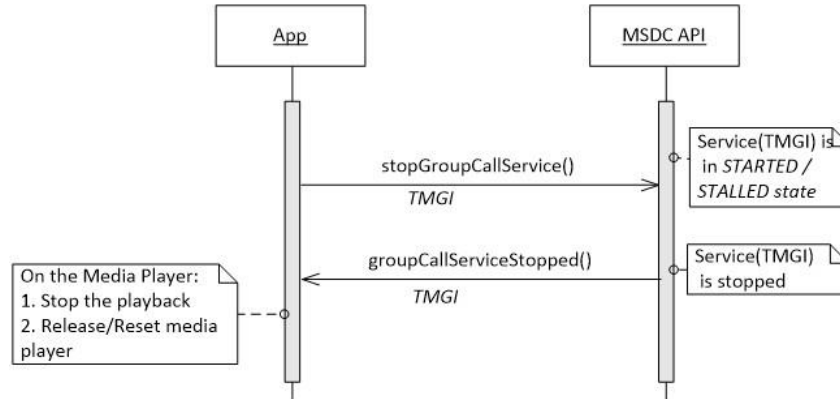 App
MSDC API
Service(TMGI) is
in STARTED /
STALLED state
stopGroupCallService()
TMGI
groupCallServiceStopped()
TMGI
Service(TMGI)
is stopped
On the Media Player:
1. Stop the playback
2. Release/Reset media
player